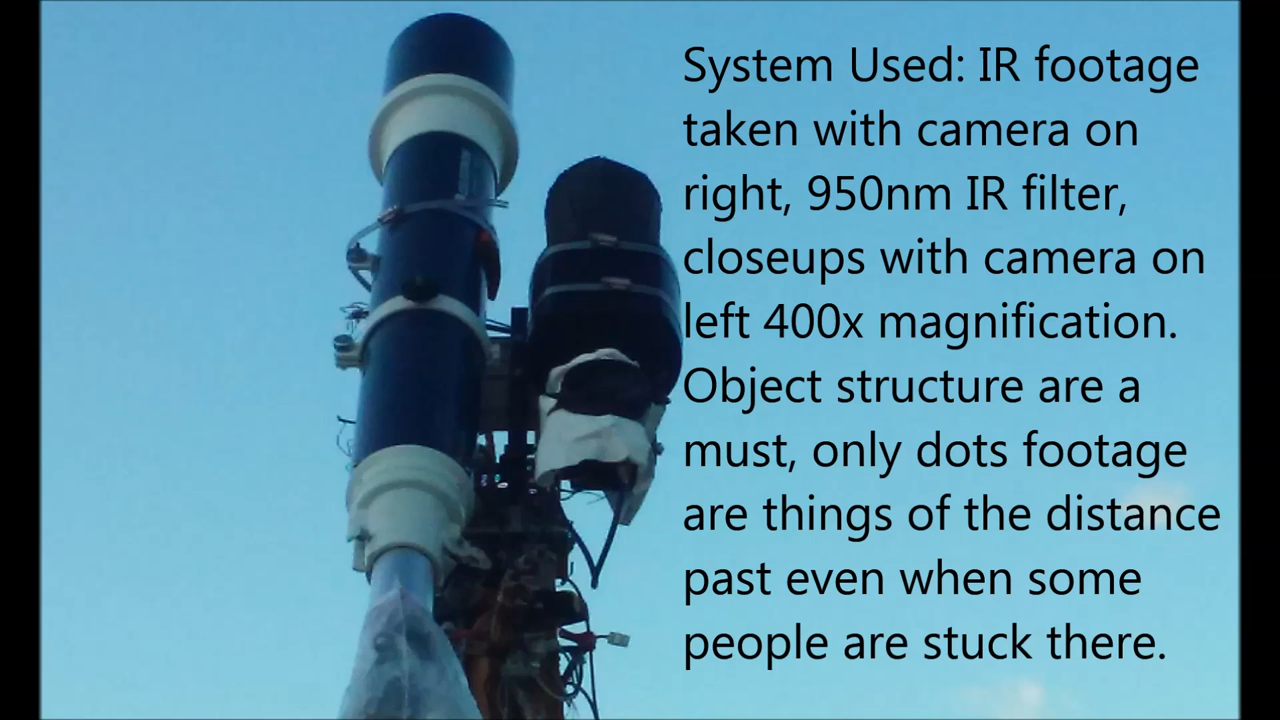 System Used: IR footage
taken with camera on
right, 950nm IR filter,
closeups with camera on
left 400x magnification.
Object structure are a
must, only dots footage
are things of the distance
past even when some
people are stuck there.